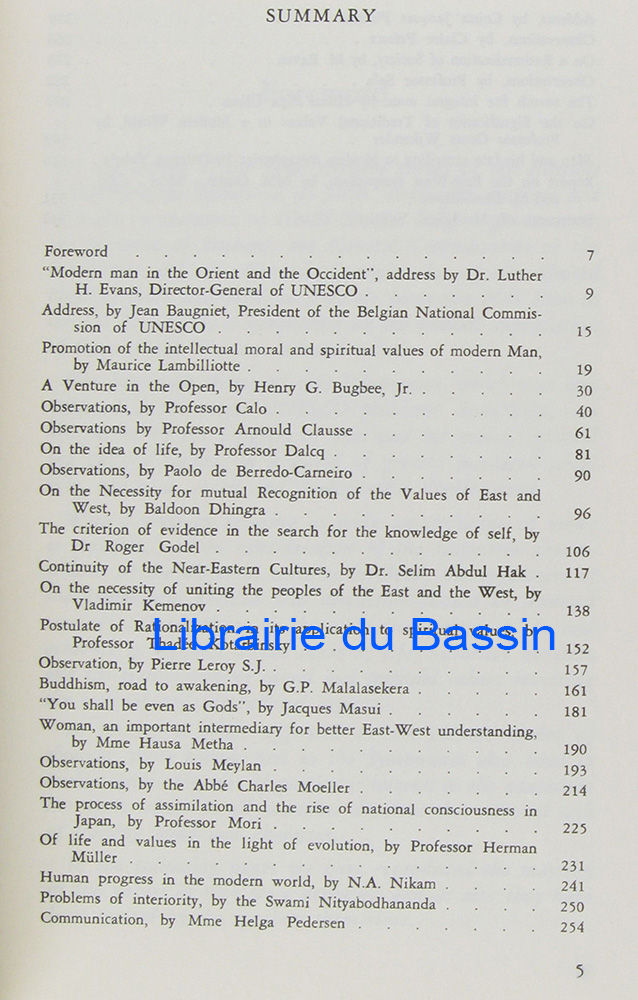 SUMMARY
Foreword . . . . . . . . . . . . . . . 7
"Modern man in the Orient and the Occident", address by Dr. Luther
H. Evans, Director-General of UNESCO . . . . . . . 9
Address, by Jean Baugniet, President of the Belgian National Commis-
sion of UNESCO . . . . . . . . . . . . 15
Promotion of the intellectual moral and spiritual values of modern Man,
by Maurice Lambilliotte . . . . . . . . . . . 19
A Venture in the Open, by Henry G. Bugbee, Jr. . . . . . 30
Observations, by Professor Calo . . . . . . . . . . 40
Observations by Professor Arnould Clausse . . . . . . . 61
On the idea of life, by Professor Dalcq . . . . . . . . 81
Observations, by Paolo de Berredo-Carneiro . . . . . . . 90
On the Necessity for mutual Recognition of the Values of East and
West, by Baldoon Dhingra . . . . . . . . . . 96
The criterion of evidence in the search for the knowledge of self, by
Dr Roger Godel . . . . . . . . . . . . 106
Continuity of the Near-Eastern Cultures, by Dr. Selim Abdul Hak . 117
On the necessity of uniting the peoples of the East and the West, by
Vladimir Kemenov . . . . . . . . . . . . 138
Postulate of Rationalization in its application to spiritual values, by
Professor Thadéo . . . . . . . . . 152
Librairie du Bassin
Observation, by Pierre Leroy S.J. . . . . . . . . . . 157
Buddhism, road to awakening, by G.P. Malalasekera . . . . . 161
"You shall be even as Gods", by Jacques Masui . . . . . . 181
Woman, an important intermediary for better East-West understanding,
by Mme Hausa Metha . . . . . . . . . . . 190
Observations, by Louis Meylan . . . . . . . . . . 193
Observations, by the Abbé Charles Moeller . . . . . . . 214
The process of assimilation and the rise of national consciousness in
Japan, by Professor Mori . . . . . . . . . . 225
Of life and values in the light of evolution, by Professor Herman
Müller . . . . . . . . . . . . . . . 231
Human progress in the modern world, by N.A. Nikam . . . . 241
Problems of interiority, by the Swami Nityabodhananda . . . . 250
Communication, by Mme Helga Pedersen . . . . . . . 254
5